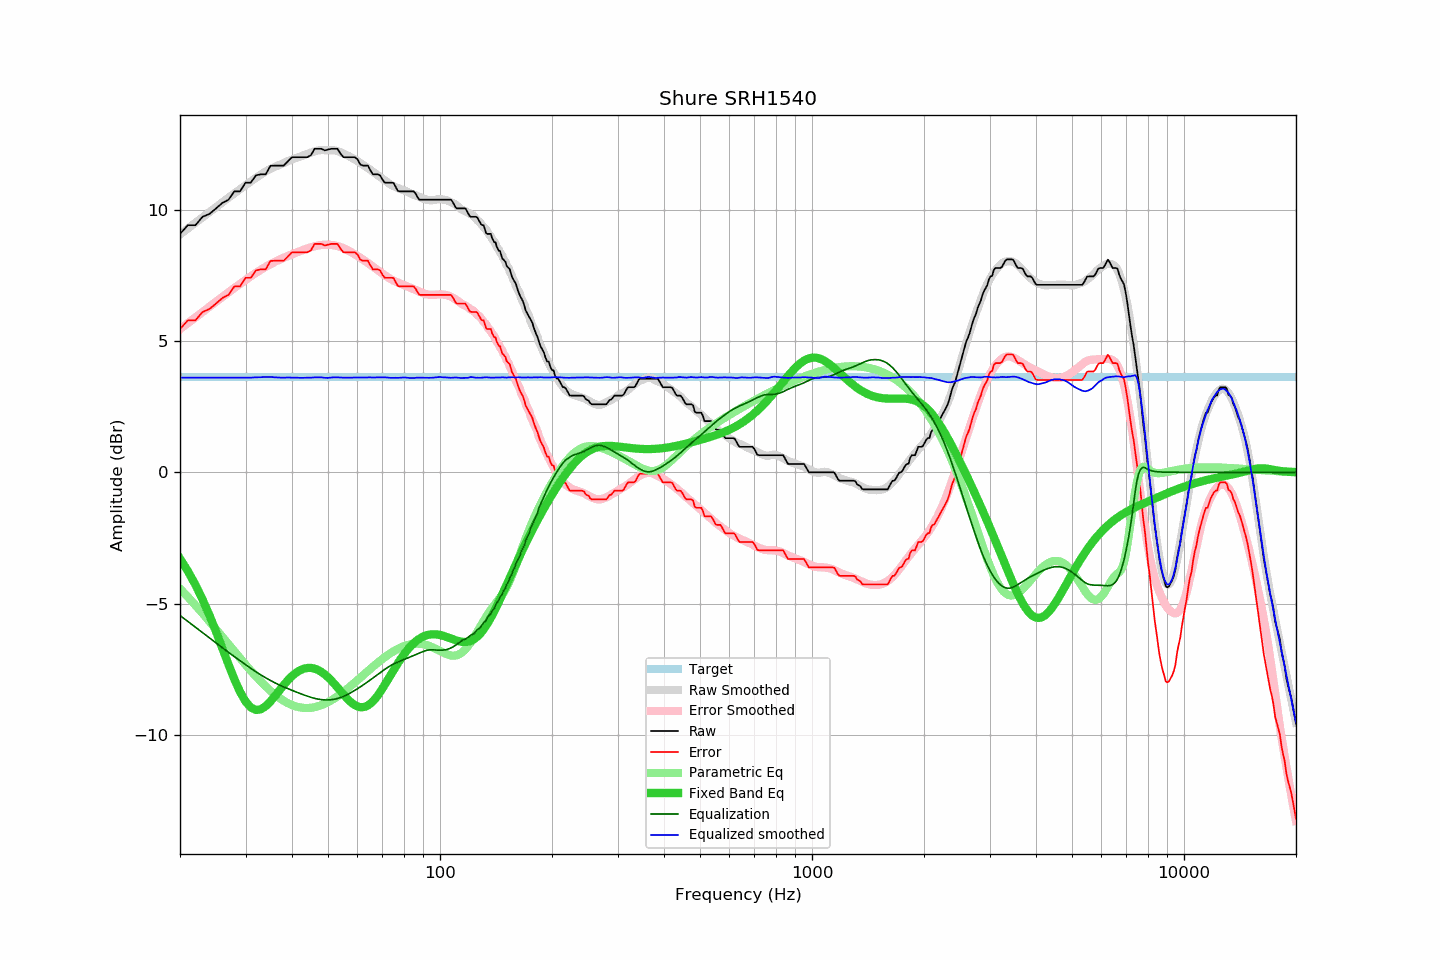 Shure SRH1540
Amplitude (dBr)
10
5
0
−5
−10
Target
Raw Smoothed
Error Smoothed
Raw
Error
Parametric Eq
Fixed Band Eq
Equalization
Equalized smoothed
100
1000
10000
Frequency (Hz)